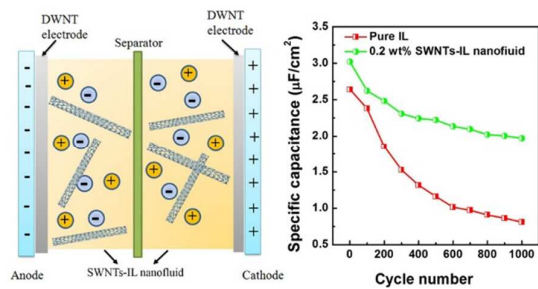 DWNT
electrode
Separator
DWNT
electrode
Anode
SWNTs-IL nanofluid
Cathode
Pure IL
0.2 wt% SWNTs-IL nanofluid
Specific capacitance (μF/cm²)
3.5
3.0
2.5
2.0
1.5
1.0
0.5
0 200 400 600 800 1000
Cycle number